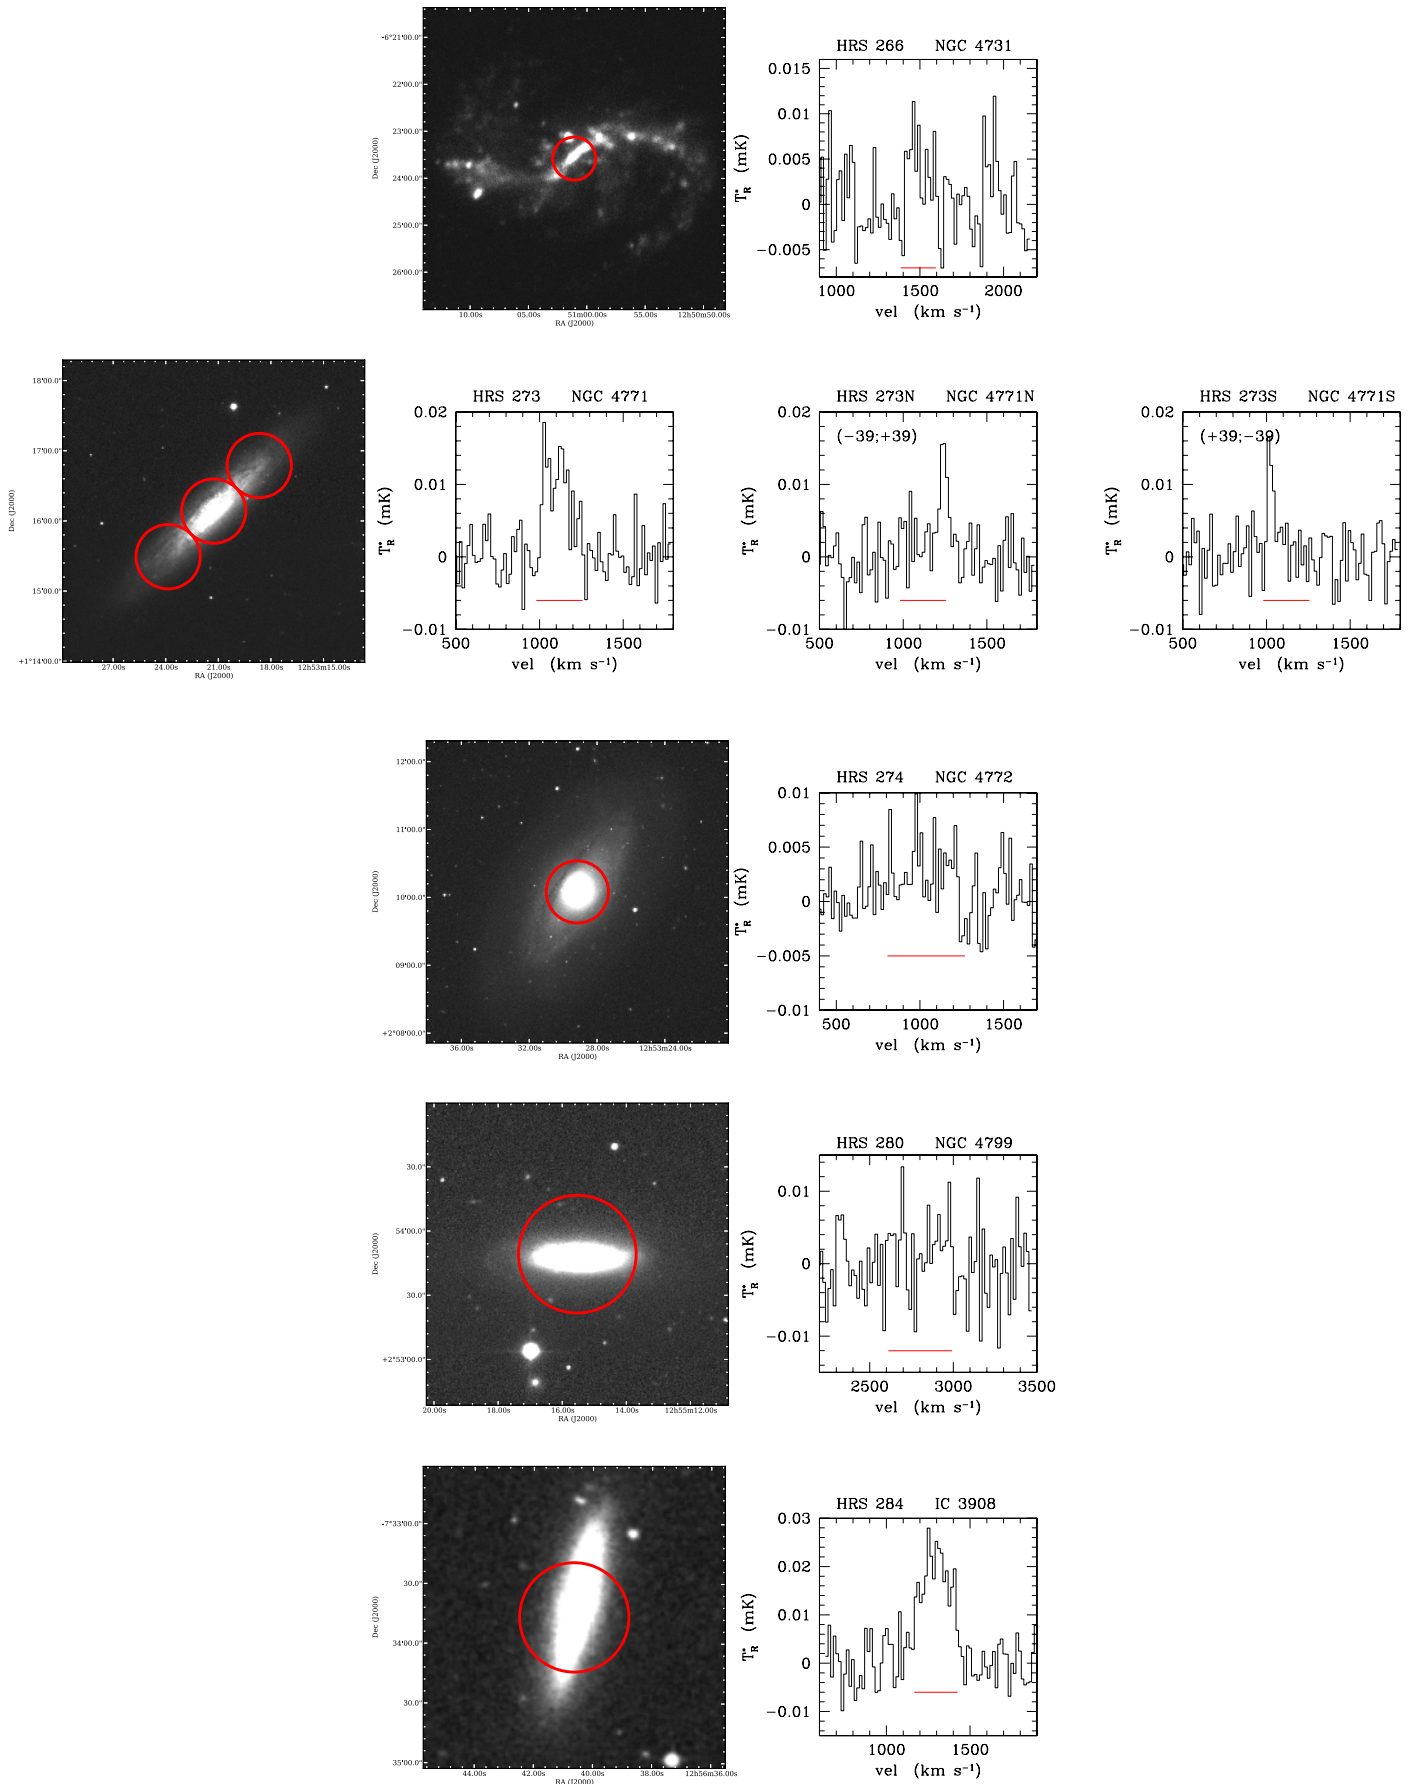 HRS 266 NGC 4731
-6°21'00.0"
22'00.0"
23'00.0"
24'00.0"
25'00.0"
26'00.0"
Dec (J2000)
10.00s 05.00s 51m00.00s 55.00s 12h50m50.00s
RA (J2000)
0.015
0.01
0.005
0
−0.005
T*R (mK)
1000 1500 2000
vel (km s⁻¹)
18'00.0"
17'00.0"
16'00.0"
15'00.0"
+1°14'00.0"
Dec (J2000)
27.00s 24.00s 21.00s 18.00s 12h53m15.00s
RA (J2000)
HRS 273 NGC 4771
0.02
0.01
0
−0.01
T*R (mK)
500 1000 1500
vel (km s⁻¹)
HRS 273N NGC 4771N
(−39;+39)
0.02
0.01
0
−0.01
T*R (mK)
500 1000 1500
vel (km s⁻¹)
HRS 273S NGC 4771S
(+39;−39)
0.02
0.01
0
−0.01
T*R (mK)
500 1000 1500
vel (km s⁻¹)
12'00.0"
11'00.0"
10'00.0"
09'00.0"
+2°08'00.0"
Dec (J2000)
36.00s 32.00s 28.00s 12h53m24.00s
RA (J2000)
HRS 274 NGC 4772
0.01
0.005
0
−0.005
−0.01
T*R (mK)
500 1000 1500
vel (km s⁻¹)
30.0"
54'00.0"
30.0"
+2°53'00.0"
Dec (J2000)
20.00s 18.00s 16.00s 14.00s 12h55m12.00s
RA (J2000)
HRS 280 NGC 4799
0.01
0
−0.01
T*R (mK)
2500 3000 3500
vel (km s⁻¹)
-7°33'00.0"
30.0"
34'00.0"
30.0"
35'00.0"
Dec (J2000)
44.00s 42.00s 40.00s 38.00s 12h56m36.00s
RA (J2000)
HRS 284 IC 3908
0.03
0.02
0.01
0
−0.01
T*R (mK)
1000 1500
vel (km s⁻¹)